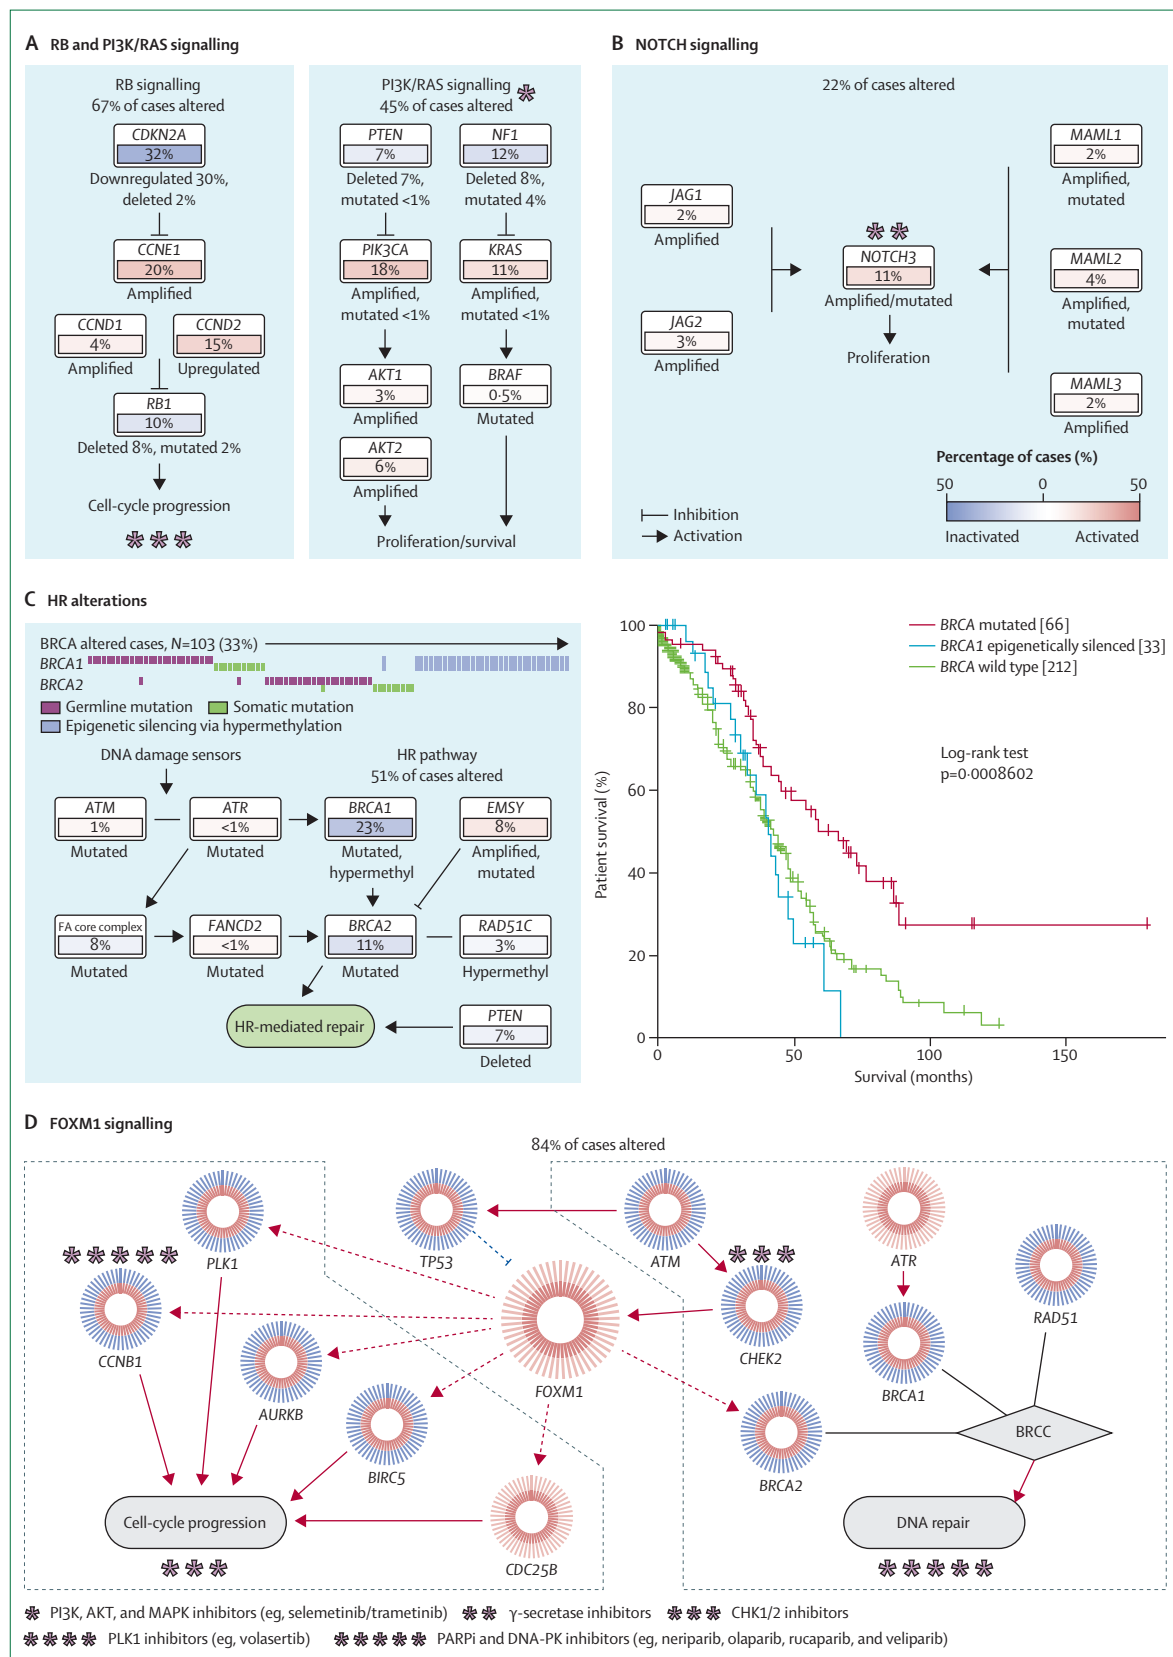 A RB and PI3K/RAS signalling
RB signalling
67% of cases altered
CDKN2A
32%
Downregulated 30%,
deleted 2%
CCNE1
20%
Amplified
CCND1
4%
Amplified
CCND2
15%
Upregulated
RB1
10%
Deleted 8%, mutated 2%
Cell-cycle progression
***
PI3K/RAS signalling *
45% of cases altered
PTEN
7%
Deleted 7%,
mutated <1%
NF1
12%
Deleted 8%,
mutated 4%
PIK3CA
18%
Amplified,
mutated <1%
KRAS
11%
Amplified,
mutated <1%
AKT1
3%
Amplified
BRAF
0·5%
Mutated
AKT2
6%
Amplified
Proliferation/survival
B NOTCH signalling
22% of cases altered
JAG1
2%
Amplified
JAG2
3%
Amplified
**
NOTCH3
11%
Amplified/mutated
Proliferation
MAML1
2%
Amplified,
mutated
MAML2
4%
Amplified,
mutated
MAML3
2%
Amplified
Inhibition
Activation
Percentage of cases (%)
50 0 50
Inactivated Activated
C HR alterations
BRCA altered cases, N=103 (33%)
BRCA1
BRCA2
Germline mutation Somatic mutation
Epigenetic silencing via hypermethylation
DNA damage sensors
HR pathway
51% of cases altered
ATM
1%
Mutated
ATR
<1%
Mutated
BRCA1
23%
Mutated,
hypermethyl
EMSY
8%
Amplified,
mutated
FA core complex
8%
Mutated
FANCD2
<1%
Mutated
BRCA2
11%
Mutated
RAD51C
3%
Hypermethyl
HR-mediated repair
PTEN
7%
Deleted
BRCA mutated [66]
BRCA1 epigenetically silenced [33]
BRCA wild type [212]
Log-rank test
p=0·0008602
Patient survival (%)
100
80
60
40
20
0
0 50 100 150
Survival (months)
D FOXM1 signalling
84% of cases altered
PLK1
*****
CCNB1
AURKB
BIRC5
TP53
FOXM1
CDC25B
ATM
***
CHEK2
ATR
BRCA1
RAD51
BRCA2
BRCC
Cell-cycle progression
***
DNA repair
*****
* PI3K, AKT, and MAPK inhibitors (eg, selemetinib/trametinib) ** γ-secretase inhibitors *** CHK1/2 inhibitors
**** PLK1 inhibitors (eg, volasertib) ***** PARPi and DNA-PK inhibitors (eg, neriparib, olaparib, rucaparib, and veliparib)